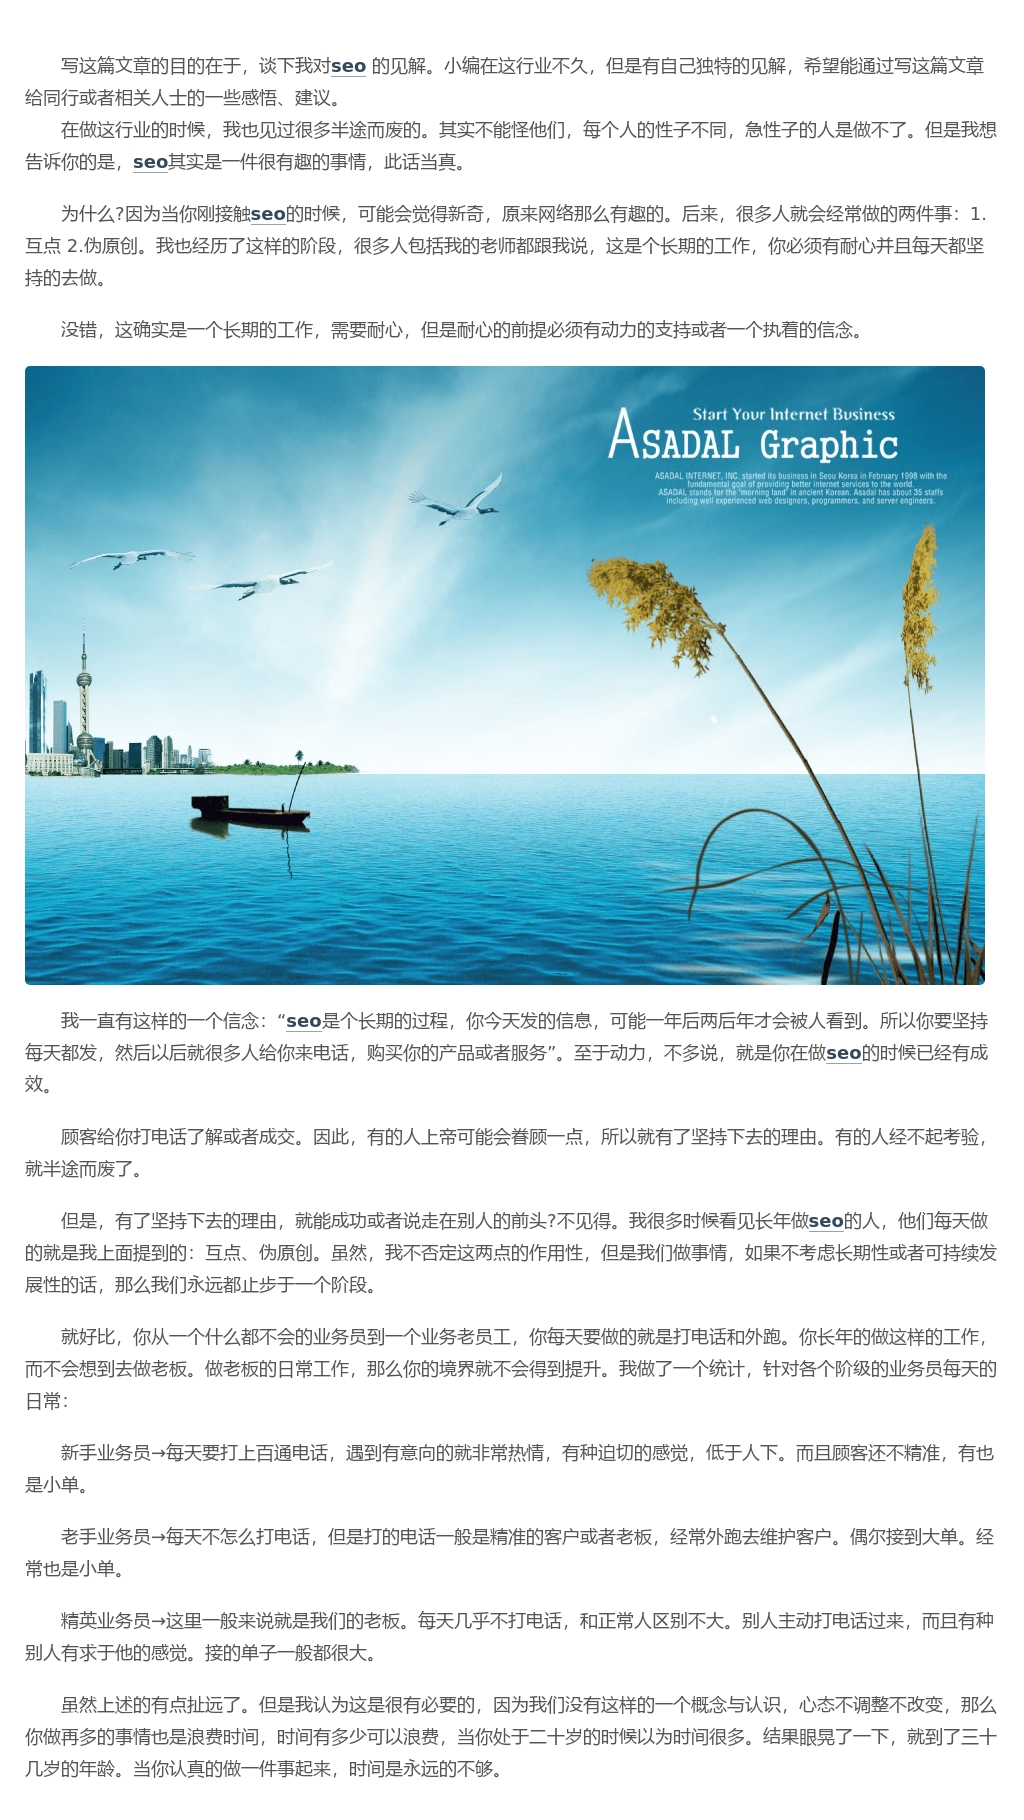 写这篇文章的目的在于，谈下我对seo 的见解。小编在这行业不久，但是有自己独特的见解，希望能通过写这篇文章
给同行或者相关人士的一些感悟、建议。
在做这行业的时候，我也见过很多半途而废的。其实不能怪他们，每个人的性子不同，急性子的人是做不了。但是我想
告诉你的是，seo其实是一件很有趣的事情，此话当真。
为什么?因为当你刚接触seo的时候，可能会觉得新奇，原来网络那么有趣的。后来，很多人就会经常做的两件事：1.
互点 2.伪原创。我也经历了这样的阶段，很多人包括我的老师都跟我说，这是个长期的工作，你必须有耐心并且每天都坚
持的去做。
没错，这确实是一个长期的工作，需要耐心，但是耐心的前提必须有动力的支持或者一个执着的信念。
Start Your Internet Business
ASADAL Graphic
ASADAL INTERNET, INC. started its business in Seou Korea in February 1998 with the
fundamental goal of providing better internet services to the world.
ASADAL stands for the "morning land" in ancient Korean. Asadal has about 35 staffs
including well experienced web designers, programmers, and server engineers.
我一直有这样的一个信念：“seo是个长期的过程，你今天发的信息，可能一年后两后年才会被人看到。所以你要坚持
每天都发，然后以后就很多人给你来电话，购买你的产品或者服务”。至于动力，不多说，就是你在做seo的时候已经有成
效。
顾客给你打电话了解或者成交。因此，有的人上帝可能会眷顾一点，所以就有了坚持下去的理由。有的人经不起考验，
就半途而废了。
但是，有了坚持下去的理由，就能成功或者说走在别人的前头?不见得。我很多时候看见长年做seo的人，他们每天做
的就是我上面提到的：互点、伪原创。虽然，我不否定这两点的作用性，但是我们做事情，如果不考虑长期性或者可持续发
展性的话，那么我们永远都止步于一个阶段。
就好比，你从一个什么都不会的业务员到一个业务老员工，你每天要做的就是打电话和外跑。你长年的做这样的工作，
而不会想到去做老板。做老板的日常工作，那么你的境界就不会得到提升。我做了一个统计，针对各个阶级的业务员每天的
日常：
新手业务员→每天要打上百通电话，遇到有意向的就非常热情，有种迫切的感觉，低于人下。而且顾客还不精准，有也
是小单。
老手业务员→每天不怎么打电话，但是打的电话一般是精准的客户或者老板，经常外跑去维护客户。偶尔接到大单。经
常也是小单。
精英业务员→这里一般来说就是我们的老板。每天几乎不打电话，和正常人区别不大。别人主动打电话过来，而且有种
别人有求于他的感觉。接的单子一般都很大。
虽然上述的有点扯远了。但是我认为这是很有必要的，因为我们没有这样的一个概念与认识，心态不调整不改变，那么
你做再多的事情也是浪费时间，时间有多少可以浪费，当你处于二十岁的时候以为时间很多。结果眼晃了一下，就到了三十
几岁的年龄。当你认真的做一件事起来，时间是永远的不够。